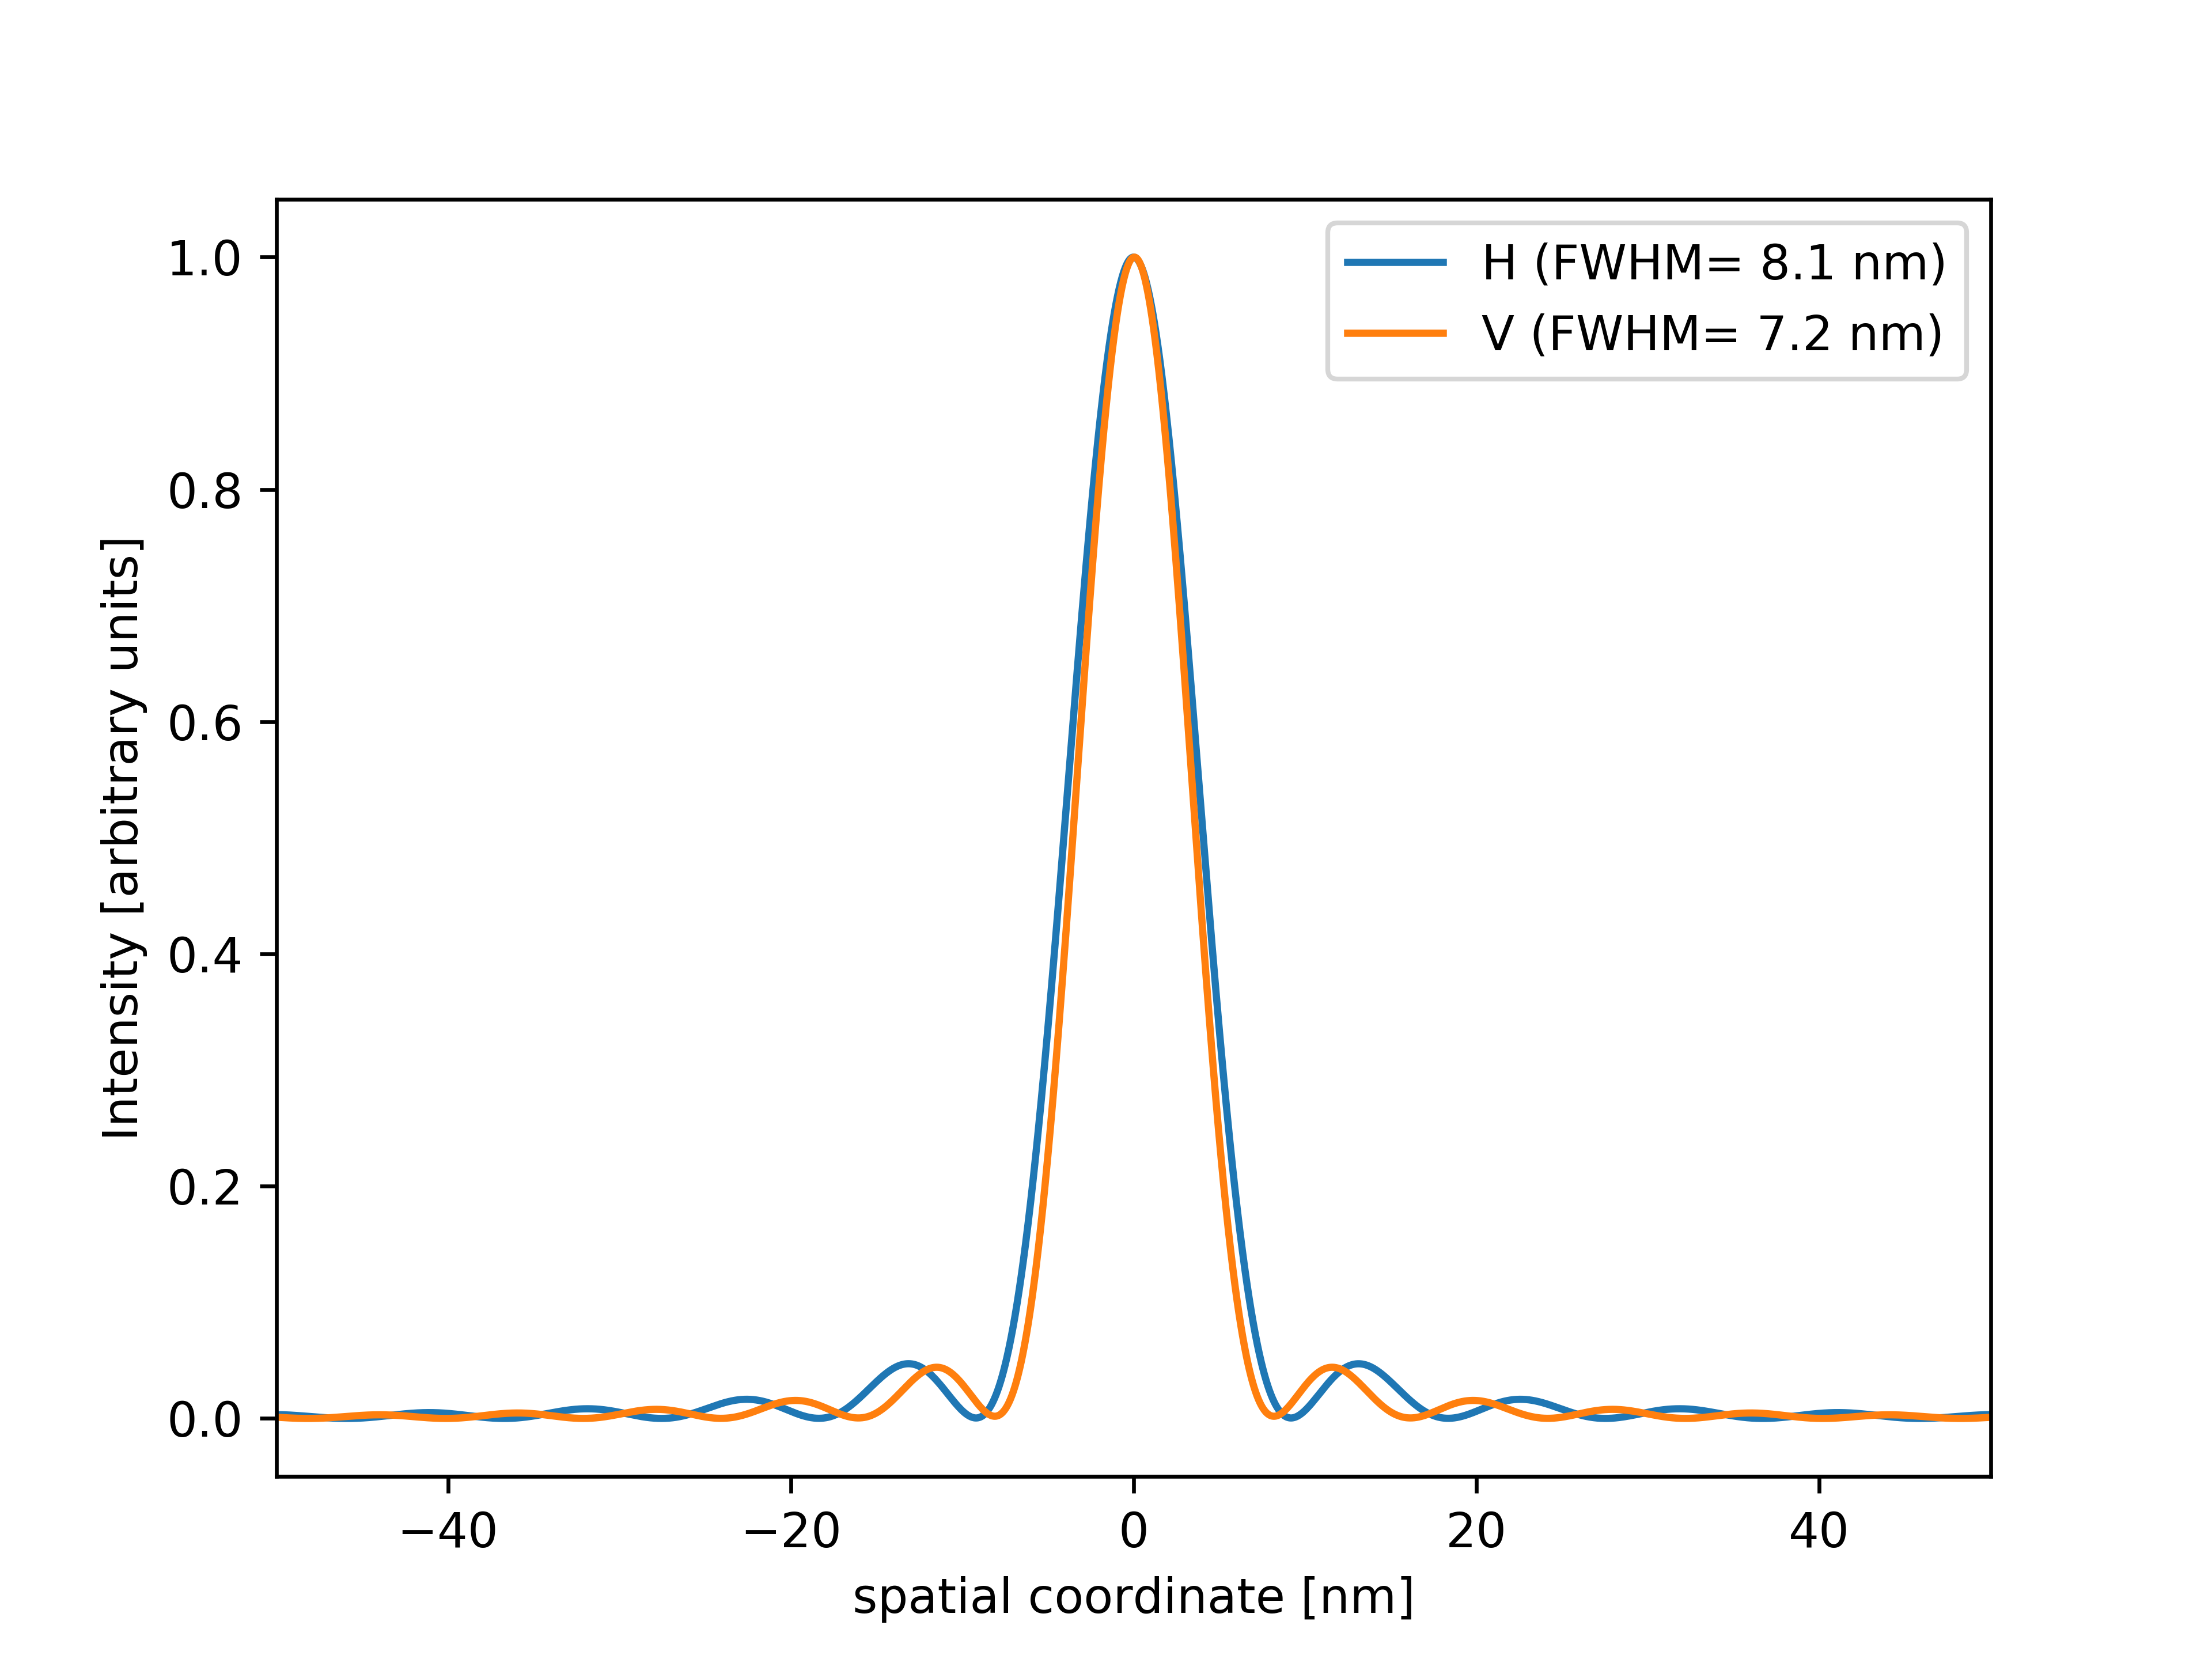 H (FWHM= 8.1 nm)
V (FWHM= 7.2 nm)
1.0
0.8
0.6
0.4
0.2
0.0
Intensity [arbitrary units]
−40
−20
0
20
40
spatial coordinate [nm]